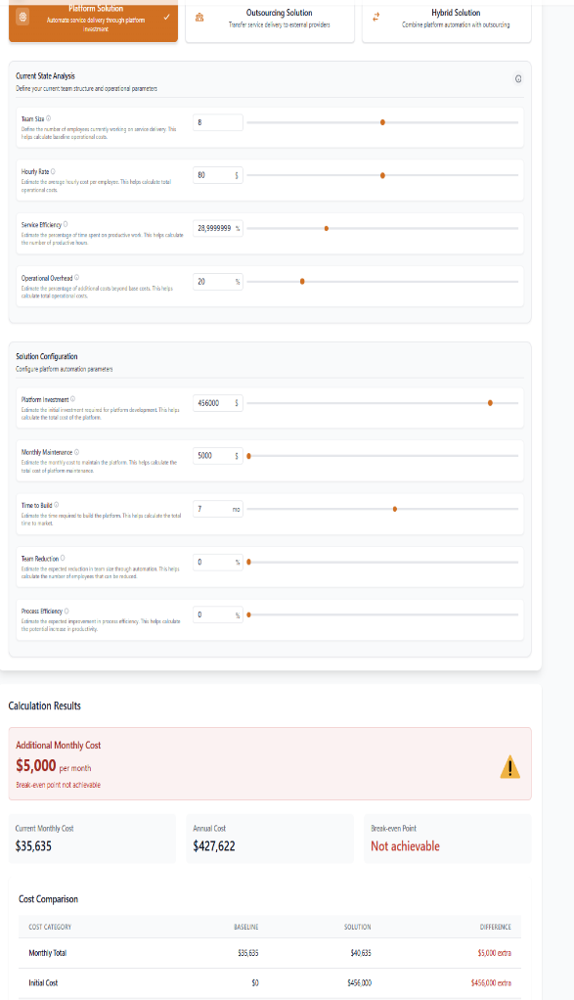 Platform Solution
Automate service delivery through platform
investment
Outsourcing Solution
Transfer service delivery to external providers
Hybrid Solution
Combine platform automation with outsourcing
Current State Analysis
Define your current team structure and operational parameters
Team Size
Define the number of employees currently working on service delivery. This
helps calculate baseline operational costs.
8
Hourly Rate
Estimate the average hourly cost per employee. This helps calculate total
operational costs.
80 $
Service Efficiency
Estimate the percentage of time spent on productive work. This helps calculate
the number of productive hours.
28,9999999 %
Operational Overhead
Estimate the percentage of additional costs beyond base costs. This helps
calculate total operational costs.
20 %
Solution Configuration
Configure platform automation parameters
Platform Investment
Estimate the initial investment required for platform development. This helps
calculate the total cost of the platform.
456000 $
Monthly Maintenance
Estimate the monthly cost to maintain the platform. This helps calculate the
total cost of platform maintenance.
5000 $
Time to Build
Estimate the time required to build the platform. This helps calculate the total
time to market.
7 mo
Team Reduction
Estimate the expected reduction in team size through automation. This helps
calculate the number of employees that can be reduced.
0 %
Process Efficiency
Estimate the expected improvement in process efficiency. This helps calculate
the potential increase in productivity.
0 %
Calculation Results
Additional Monthly Cost
$5,000 per month
Break-even point not achievable
Current Monthly Cost
$35,635
Annual Cost
$427,622
Break-even Point
Not achievable
Cost Comparison
COST CATEGORY BASELINE SOLUTION DIFFERENCE
Monthly Total $35,635 $40,635 $5,000 extra
Initial Cost $0 $456,000 $456,000 extra